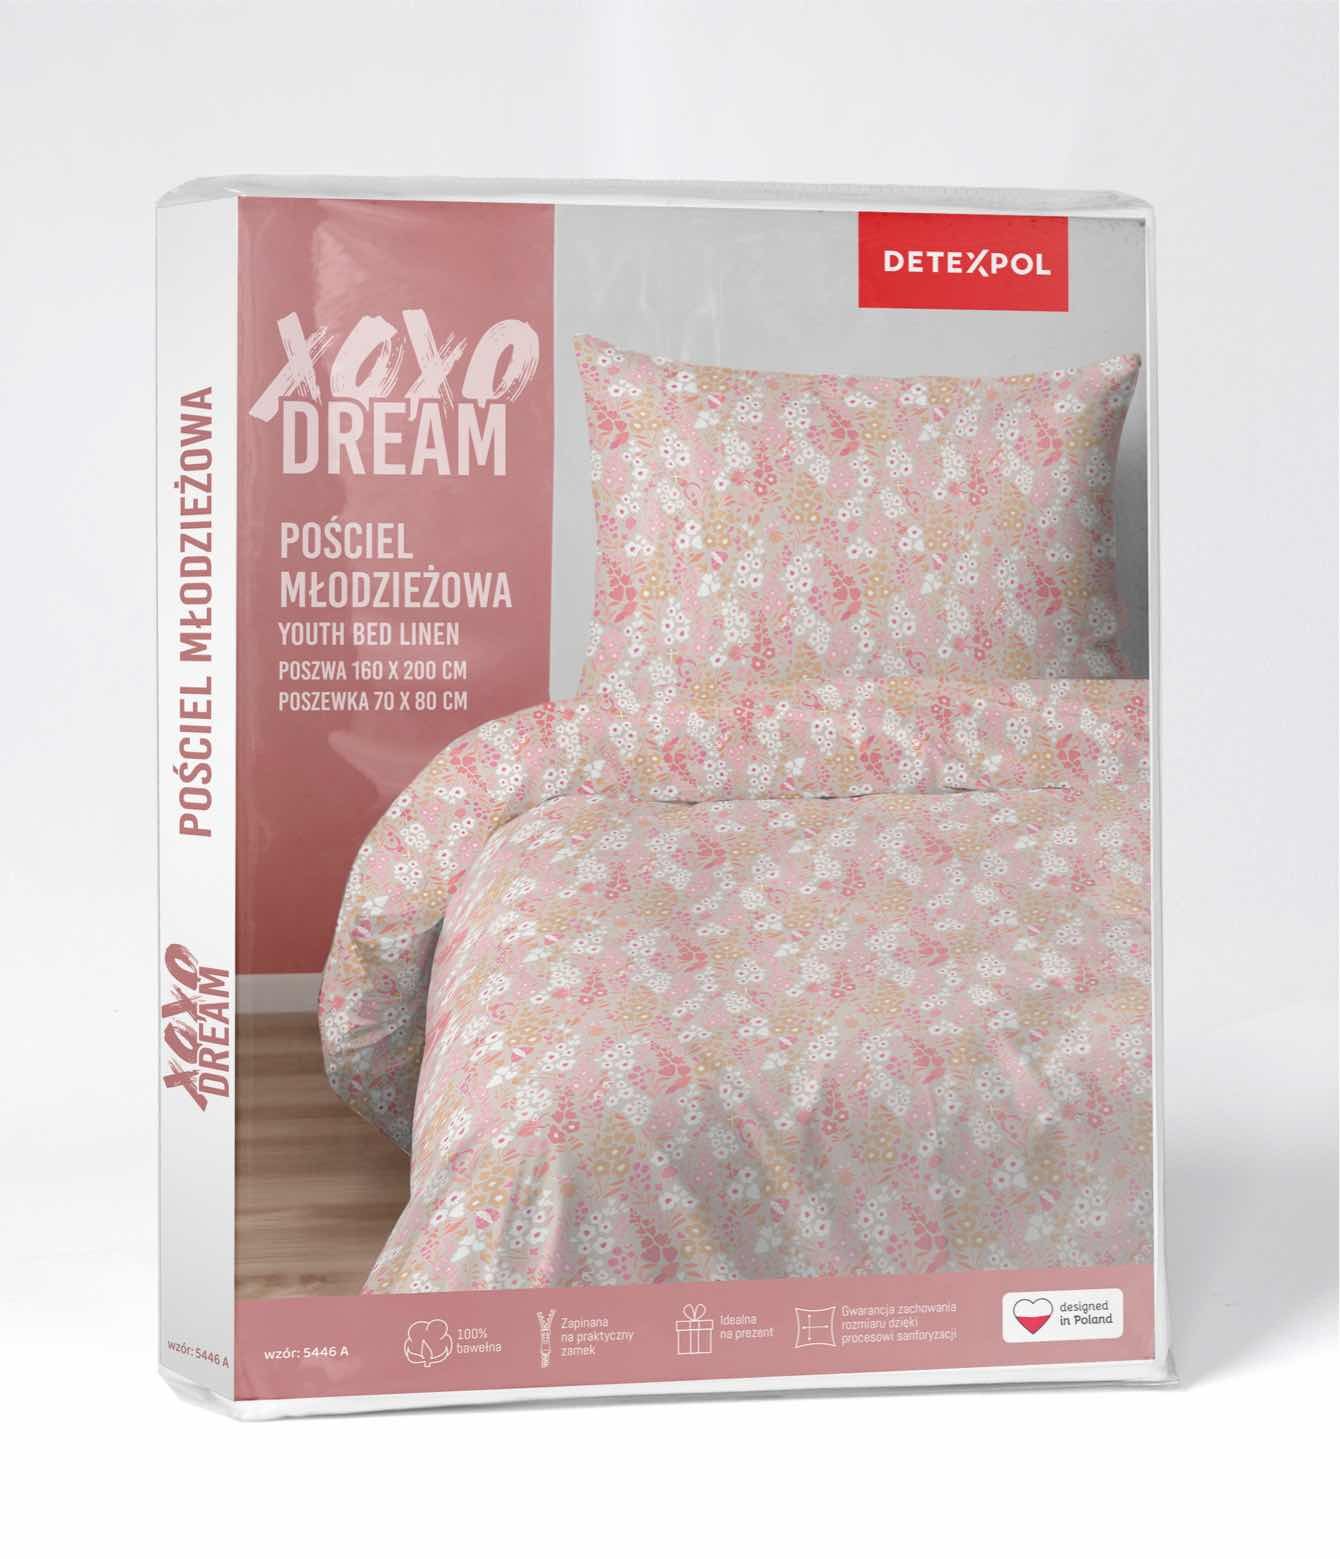 DETEXPOL
XOXO
DREAM
POŚCIEL
MŁODZIEŻOWA
YOUTH BED LINEN
POSZWA 160 X 200 CM
POSZEWKA 70 X 80 CM
POŚCIEL MŁODZIEŻOWA
XOXO
DREAM
wzór: 5446 A
wzór: 5446 A
100%
bawełna
Zapinana
na praktyczny
zamek
Idealna
na prezent
Gwarancja zachowania
rozmiaru dzięki
procesowi sanforyzacji
designed
in Poland